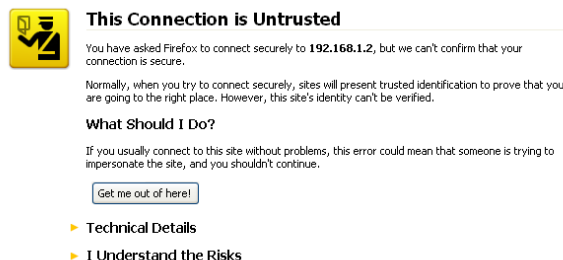 This Connection is Untrusted
You have asked Firefox to connect securely to 192.168.1.2, but we can't confirm that your
connection is secure.
Normally, when you try to connect securely, sites will present trusted identification to prove that you
are going to the right place. However, this site's identity can't be verified.
What Should I Do?
If you usually connect to this site without problems, this error could mean that someone is trying to
impersonate the site, and you shouldn't continue.
Get me out of here!
Technical Details
I Understand the Risks